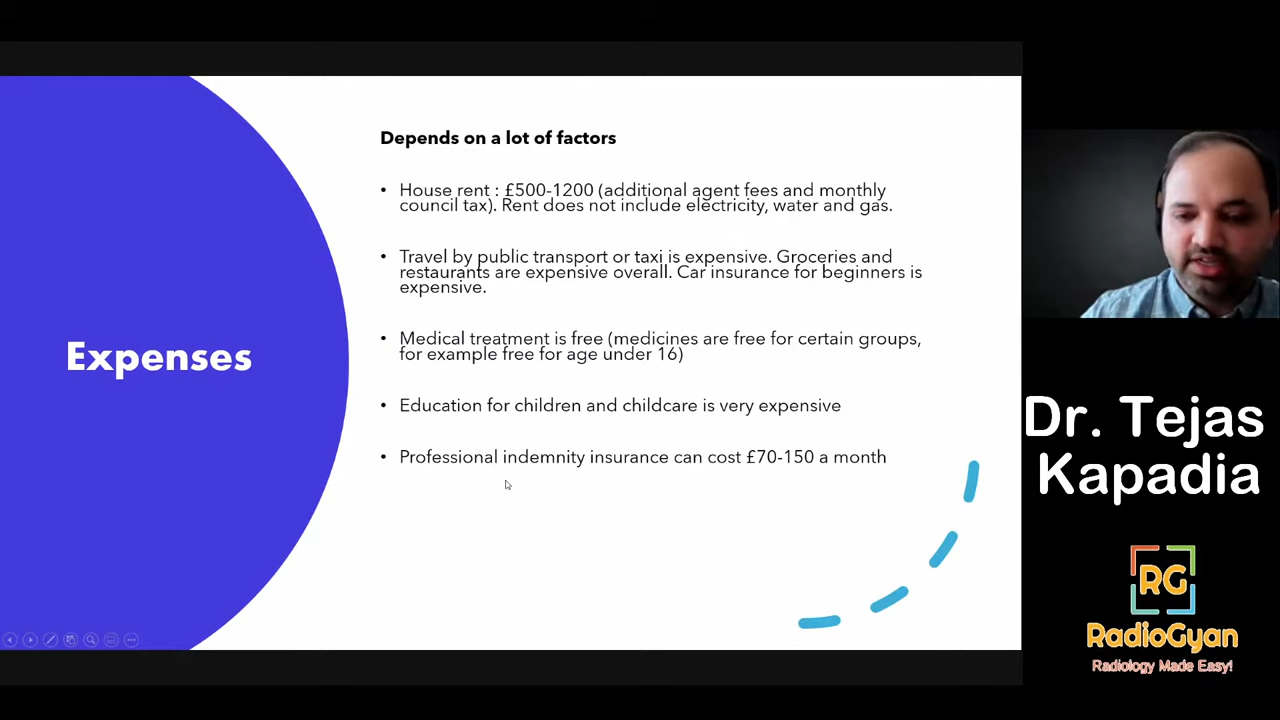 Depends on a lot of factors
• House rent : £500-1200 (additional agent fees and monthly
council tax). Rent does not include electricity, water and gas.
• Travel by public transport or taxi is expensive. Groceries and
restaurants are expensive overall. Car insurance for beginners is
expensive.
Expenses
• Medical treatment is free (medicines are free for certain groups,
for example free for age under 16)
• Education for children and childcare is very expensive
• Professional indemnity insurance can cost £70-150 a month
Dr. Tejas
Kapadia
RG
RadioGyan
Radiology Made Easy!